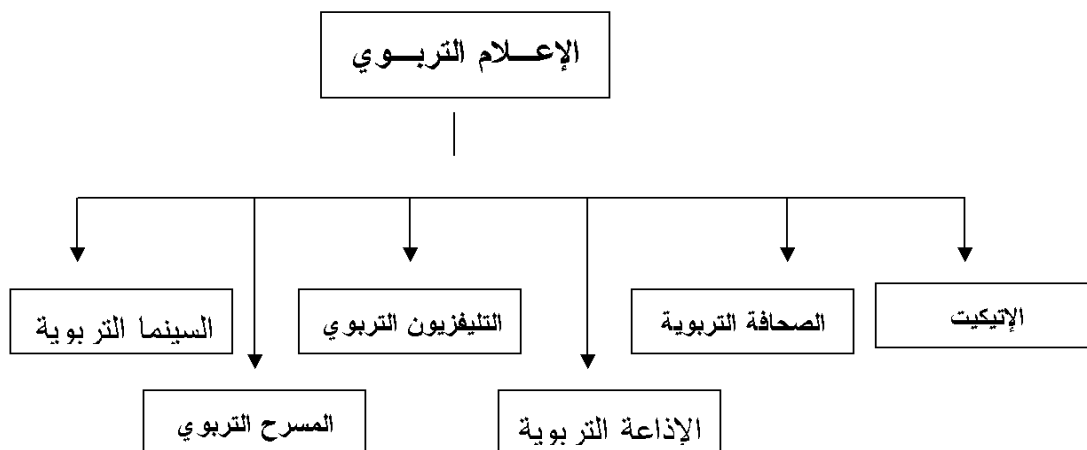 الإعـــلام التربـــوي
الإتيكيت
الصحافة التربوية
التليفزيون التربوي
السينما التربوية
الإذاعة التربوية
المسرح التربوي